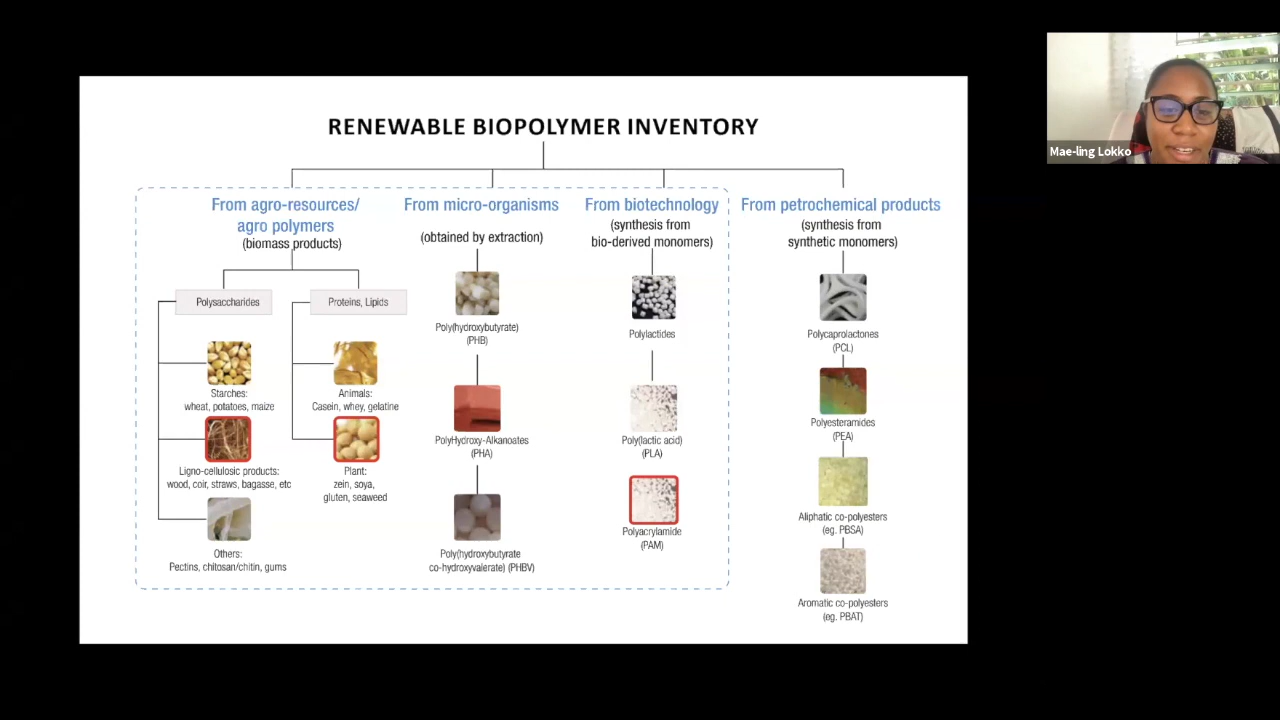 RENEWABLE BIOPOLYMER INVENTORY
From agro-resources/
agro polymers
(biomass products)
Polysaccharides
Starches:
wheat, potatoes, maize
Ligno-cellulosic products:
wood, coir, straws, bagasse, etc
Others:
Pectins, chitosan/chitin, gums
Proteins, Lipids
Animals:
Casein, whey, gelatine
Plant:
zein, soya,
gluten, seaweed
From micro-organisms
(obtained by extraction)
Poly(hydroxybutyrate)
(PHB)
PolyHydroxy-Alkanoates
(PHA)
Poly(hydroxybutyrate
co-hydroxyvalerate) (PHBV)
From biotechnology
(synthesis from
bio-derived monomers)
Polylactides
Poly(lactic acid)
(PLA)
Polyacrylamide
(PAM)
From petrochemical products
(synthesis from
synthetic monomers)
Polycaprolactones
(PCL)
Polyesteramides
(PEA)
Aliphatic co-polyesters
(eg. PBSA)
Aromatic co-polyesters
(eg. PBAT)
Mae-ling Lokko